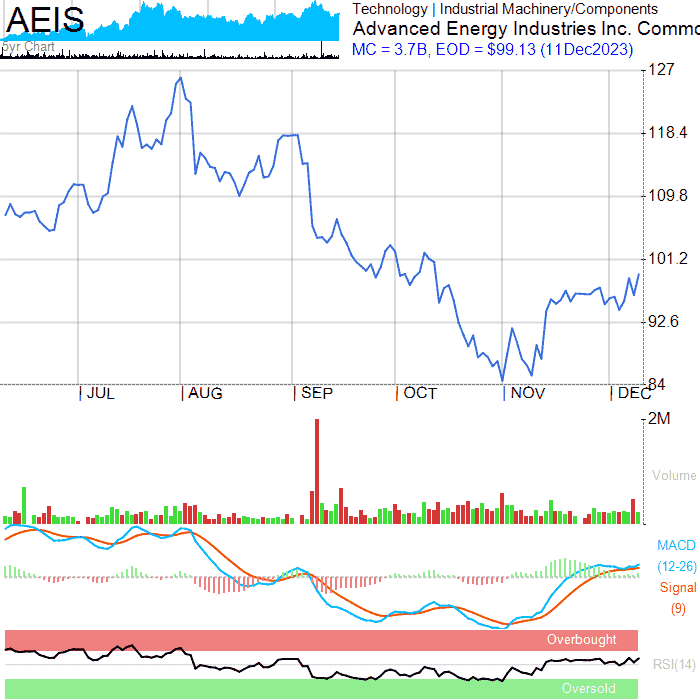 AEIS
5yr Chart
Technology | Industrial Machinery/Components
Advanced Energy Industries Inc. Commo
MC = 3.7B, EOD = $99.13 (11Dec2023)
127
118.4
109.8
101.2
92.6
84
JUL AUG SEP OCT NOV DEC
2M
Volume
MACD
(12-26)
Signal
(9)
Overbought
RSI(14)
Oversold